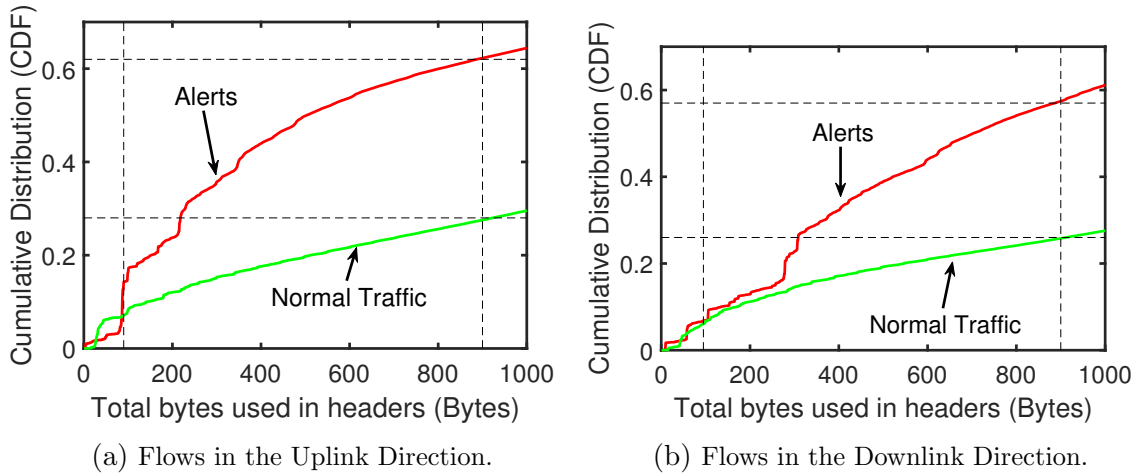 Cumulative Distribution (CDF)
0.6
0.4
0.2
0
Alerts
Normal Traffic
0 200 400 600 800 1000
Total bytes used in headers (Bytes)
(a) Flows in the Uplink Direction.
Cumulative Distribution (CDF)
0.6
0.4
0.2
0
Alerts
Normal Traffic
0 200 400 600 800 1000
Total bytes used in headers (Bytes)
(b) Flows in the Downlink Direction.